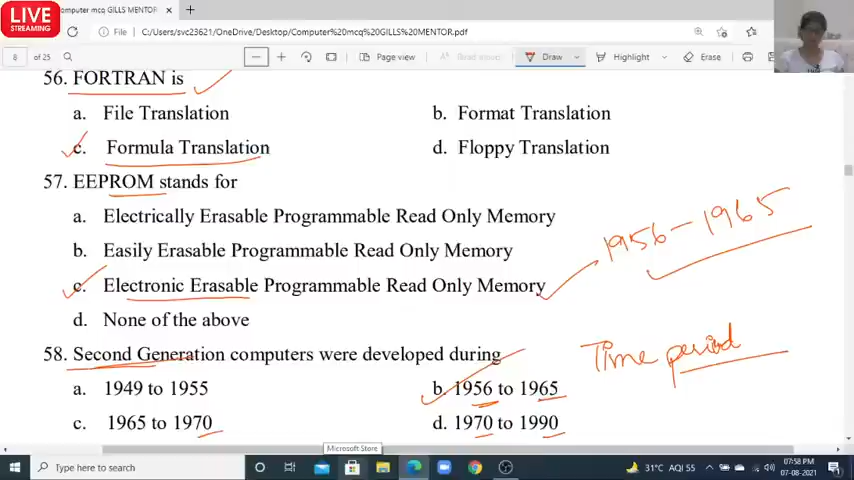 LIVE
STREAMING
Computer mcq GILLS MENTOR.pdf
File
C:/Users/svc23621/OneDrive/Desktop/Computer%20mcq%20GILLS%20MENTOR.pdf
8 of 25
Page view
Read aloud
Draw
Highlight
Erase
56. FORTRAN is
a. File Translation
b. Format Translation
c. Formula Translation
d. Floppy Translation
57. EEPROM stands for
a. Electrically Erasable Programmable Read Only Memory
b. Easily Erasable Programmable Read Only Memory
1956-1965
c. Electronic Erasable Programmable Read Only Memory
d. None of the above
58. Second Generation computers were developed during
Time period
a. 1949 to 1955
b. 1956 to 1965
c. 1965 to 1970
d. 1970 to 1990
Microsoft Store
Type here to search
31°C AQI 55
07:58 PM
07-08-2021